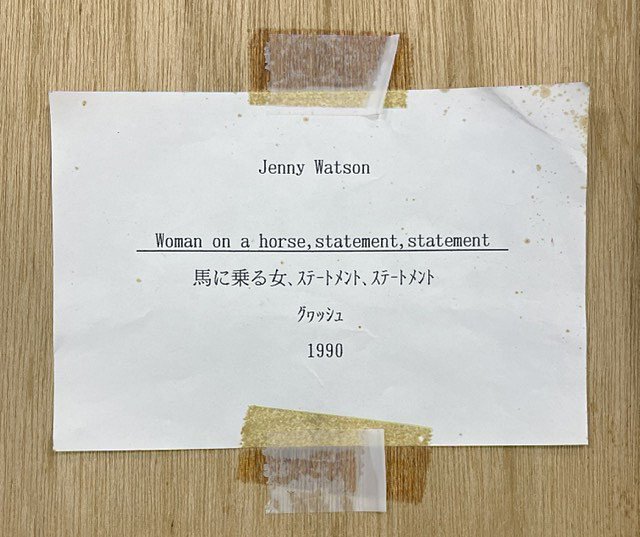 Jenny Watson
Woman on a horse,statement,statement
馬に乗る女、ｽﾃｰﾄﾒﾝﾄ、ｽﾃｰﾄﾒﾝﾄ
ｸﾞヮッｼｭ
1990